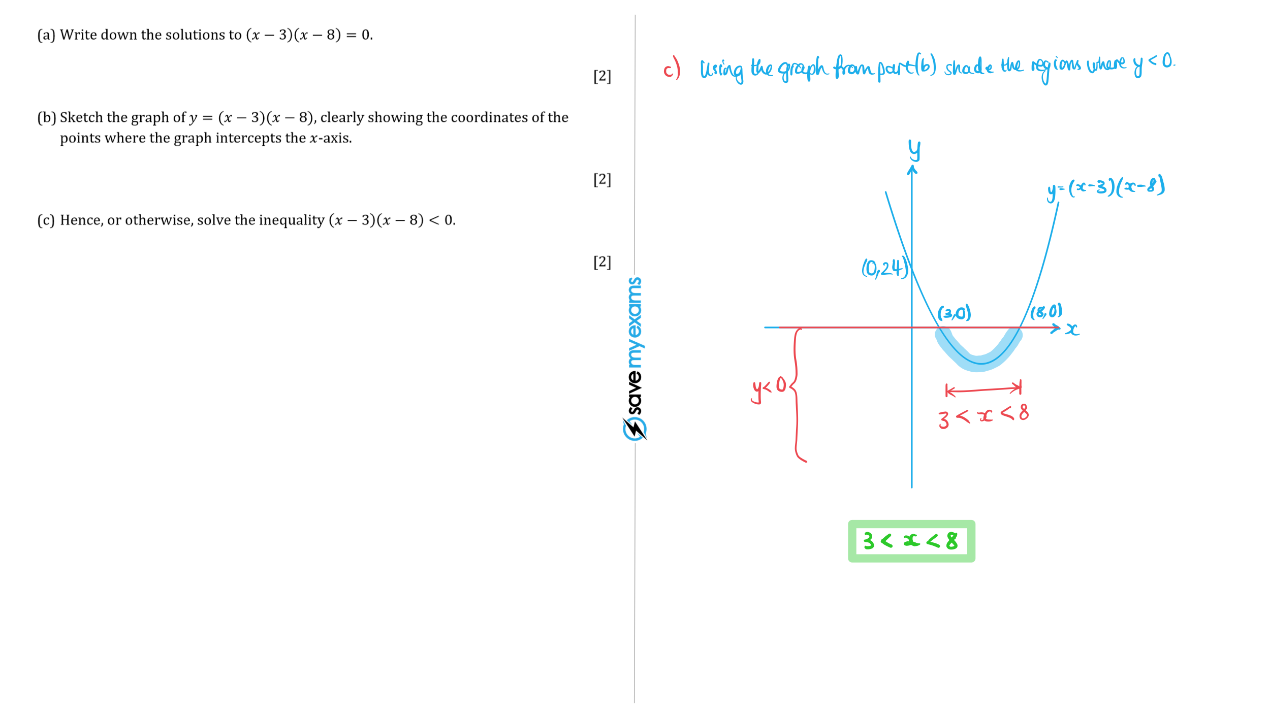 (a) Write down the solutions to (x − 3)(x − 8) = 0.
[2]
(b) Sketch the graph of y = (x − 3)(x − 8), clearly showing the coordinates of the
points where the graph intercepts the x-axis.
[2]
(c) Hence, or otherwise, solve the inequality (x − 3)(x − 8) < 0.
[2]
savemyexams
c) Using the graph from part(b) shade the regions where y < 0.
y
y=(x-3)(x-8)
(0,24)
(3,0)
(8,0)
x
y<0
3 < x < 8
3 < x < 8